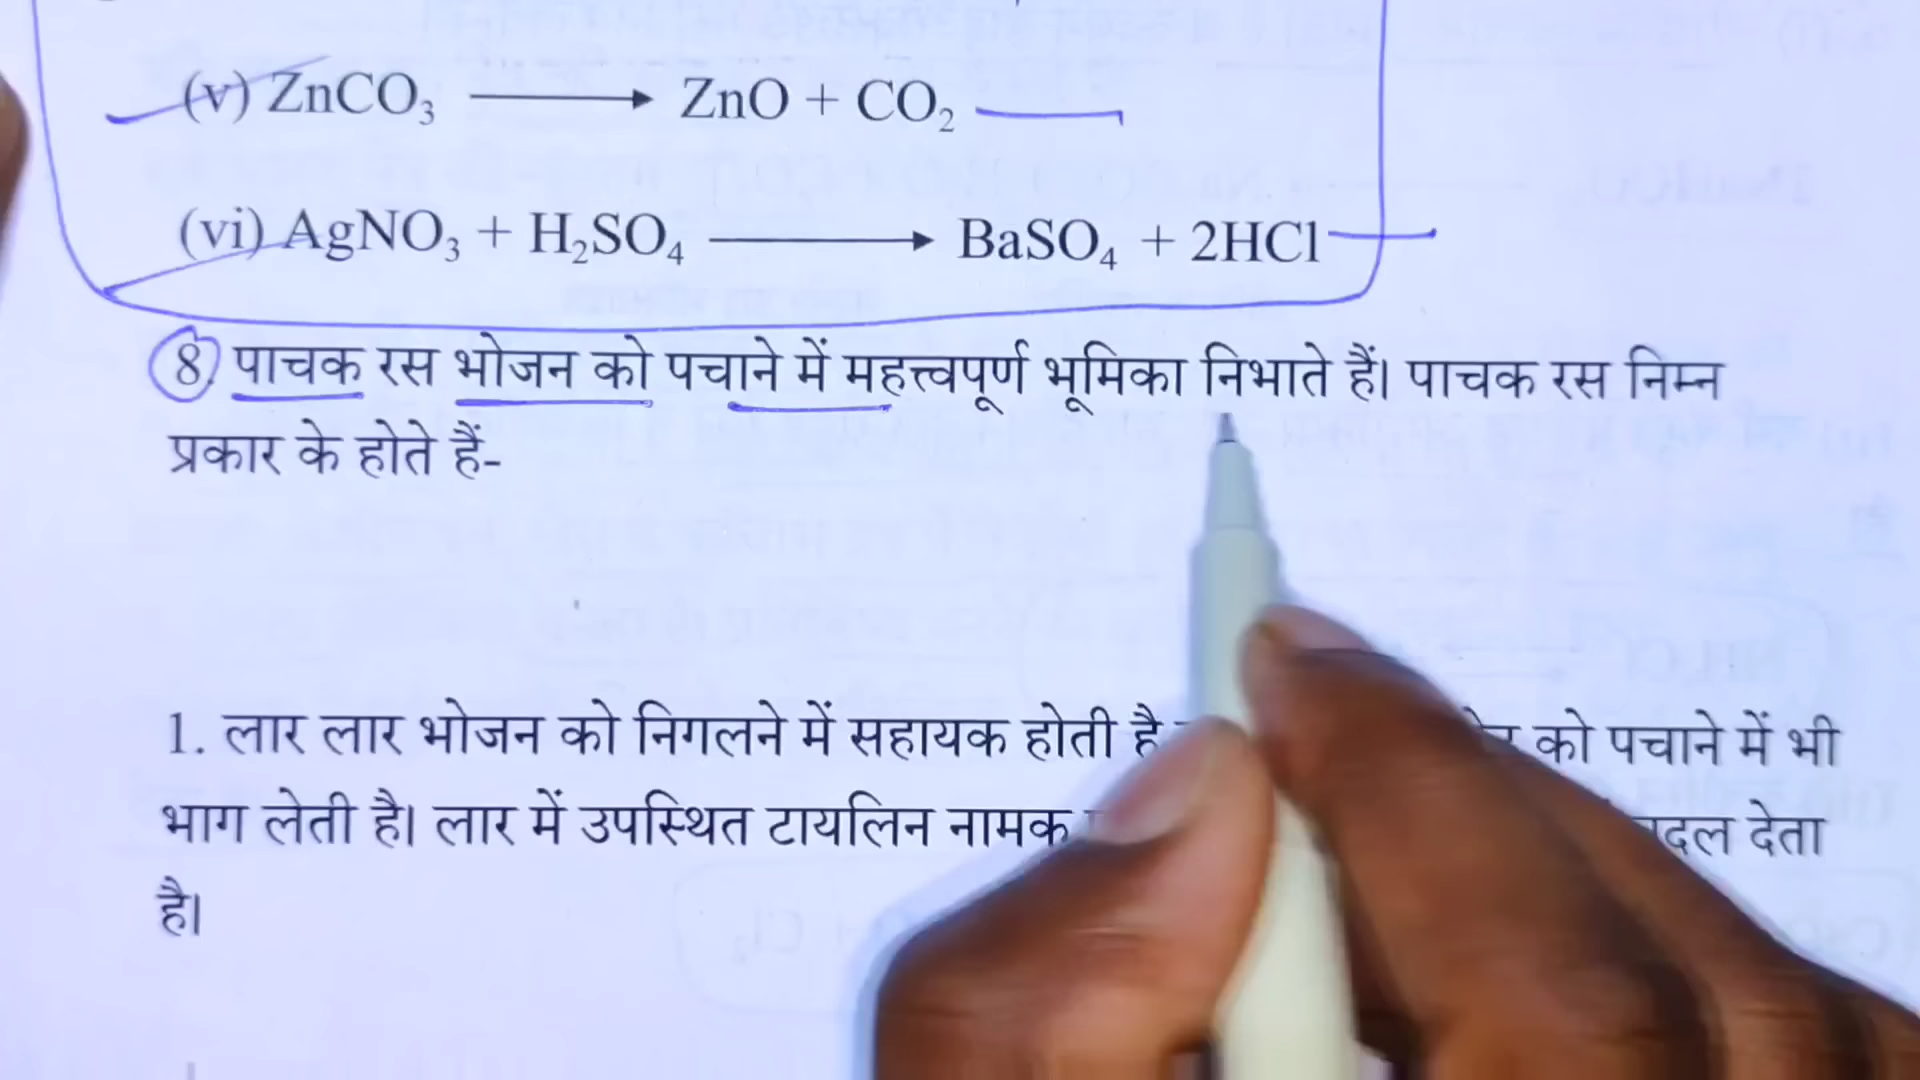 (v) ZnCO₃ ⟶ ZnO + CO₂
(vi) AgNO₃ + H₂SO₄ ⟶ BaSO₄ + 2HCl
8. पाचक रस भोजन को पचाने में महत्त्वपूर्ण भूमिका निभाते हैं। पाचक रस निम्न
प्रकार के होते हैं-
1. लार लार भोजन को निगलने में सहायक होती है को पचाने में भी
भाग लेती है। लार में उपस्थित टायलिन नामक बदल देता
है।